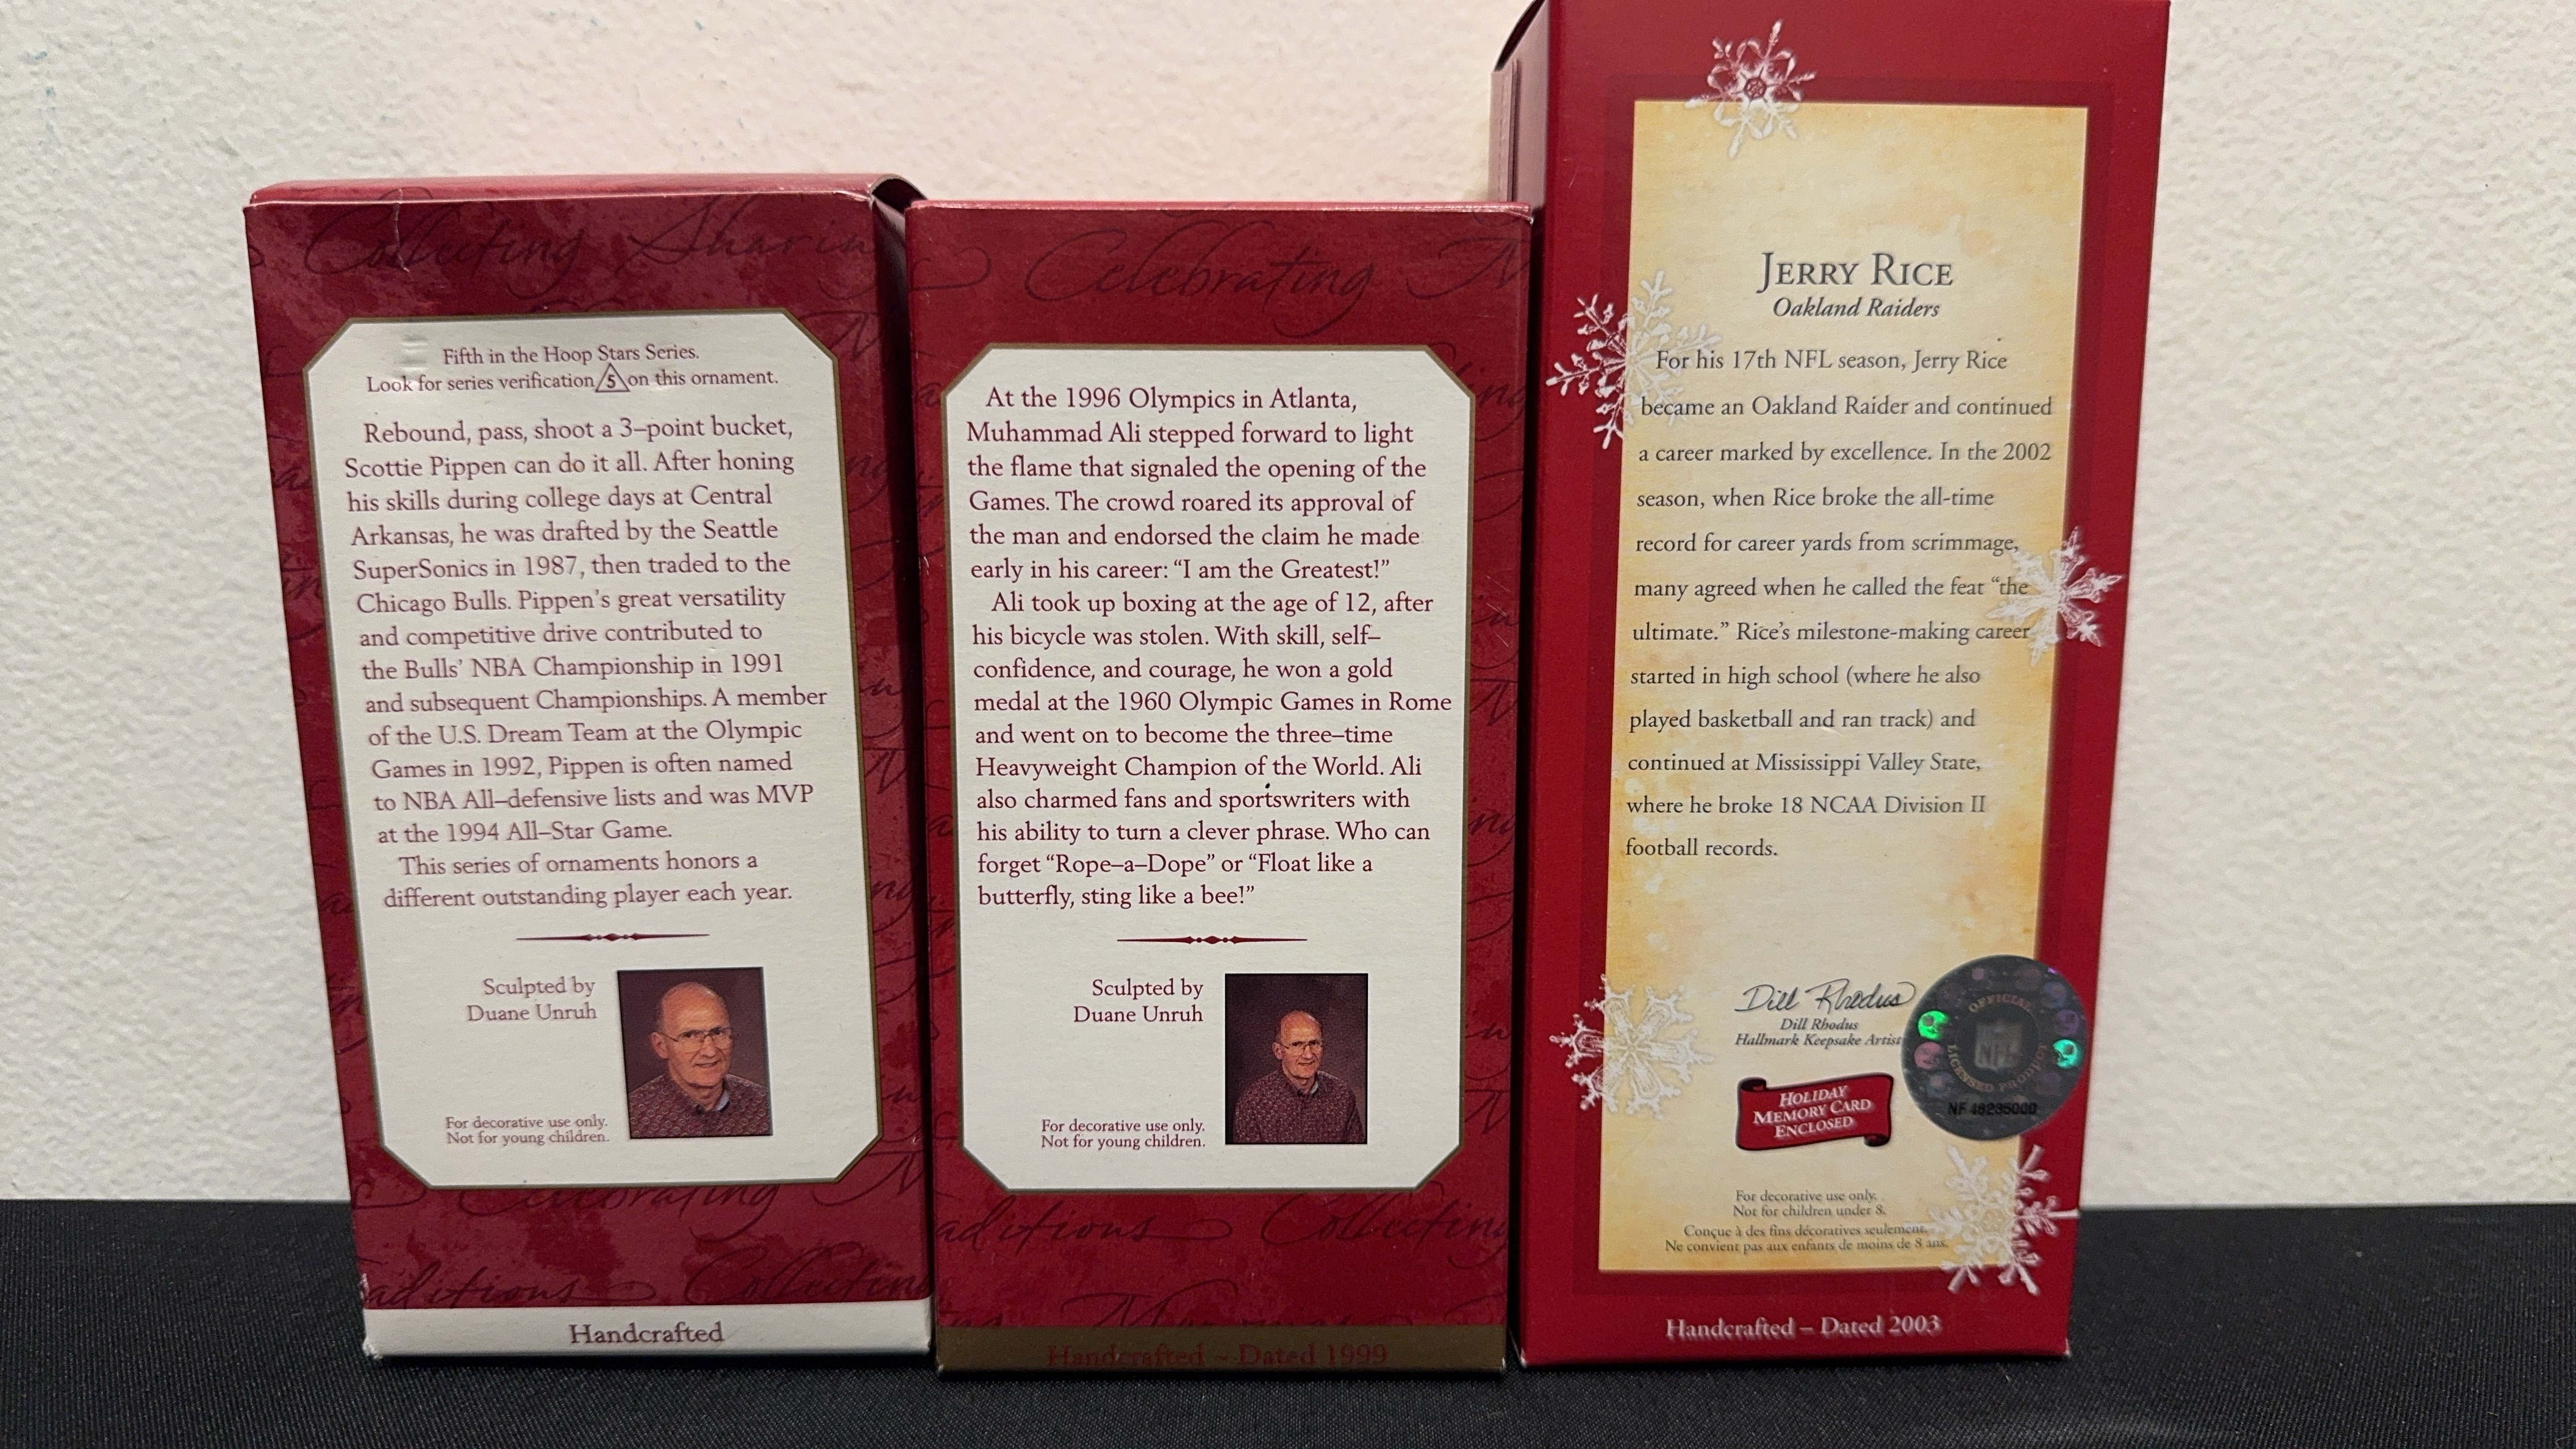 Collecting Sharin
Fifth in the Hoop Stars Series.
Look for series verification 5 on this ornament.
Rebound, pass, shoot a 3–point bucket,
Scottie Pippen can do it all. After honing
his skills during college days at Central
Arkansas, he was drafted by the Seattle
SuperSonics in 1987, then traded to the
Chicago Bulls. Pippen's great versatility
and competitive drive contributed to
the Bulls' NBA Championship in 1991
and subsequent Championships. A member
of the U.S. Dream Team at the Olympic
Games in 1992, Pippen is often named
to NBA All–defensive lists and was MVP
at the 1994 All–Star Game.
This series of ornaments honors a
different outstanding player each year.
Sculpted by
Duane Unruh
For decorative use only.
Not for young children.
Celebrating
aditions Collecting
Handcrafted
Celebrating
At the 1996 Olympics in Atlanta,
Muhammad Ali stepped forward to light
the flame that signaled the opening of the
Games. The crowd roared its approval of
the man and endorsed the claim he made
early in his career: “I am the Greatest!”
Ali took up boxing at the age of 12, after
his bicycle was stolen. With skill, self–
confidence, and courage, he won a gold
medal at the 1960 Olympic Games in Rome
and went on to become the three–time
Heavyweight Champion of the World. Ali
also charmed fans and sportswriters with
his ability to turn a clever phrase. Who can
forget “Rope–a–Dope” or “Float like a
butterfly, sting like a bee!”
Sculpted by
Duane Unruh
For decorative use only.
Not for young children.
aditions Collecting
Handcrafted ~ Dated 1999
JERRY RICE
Oakland Raiders
For his 17th NFL season, Jerry Rice
became an Oakland Raider and continued
a career marked by excellence. In the 2002
season, when Rice broke the all-time
record for career yards from scrimmage,
many agreed when he called the feat “the
ultimate.” Rice's milestone-making career
started in high school (where he also
played basketball and ran track) and
continued at Mississippi Valley State,
where he broke 18 NCAA Division II
football records.
Dill Rhodus
Dill Rhodus
Hallmark Keepsake Artist
OFFICIAL
NFL
LICENSED PRODUCT
NF 48235000
HOLIDAY
MEMORY CARD
ENCLOSED
For decorative use only.
Not for children under 8.
Conçue à des fins décoratives seulement.
Ne convient pas aux enfants de moins de 8 ans.
Handcrafted – Dated 2003